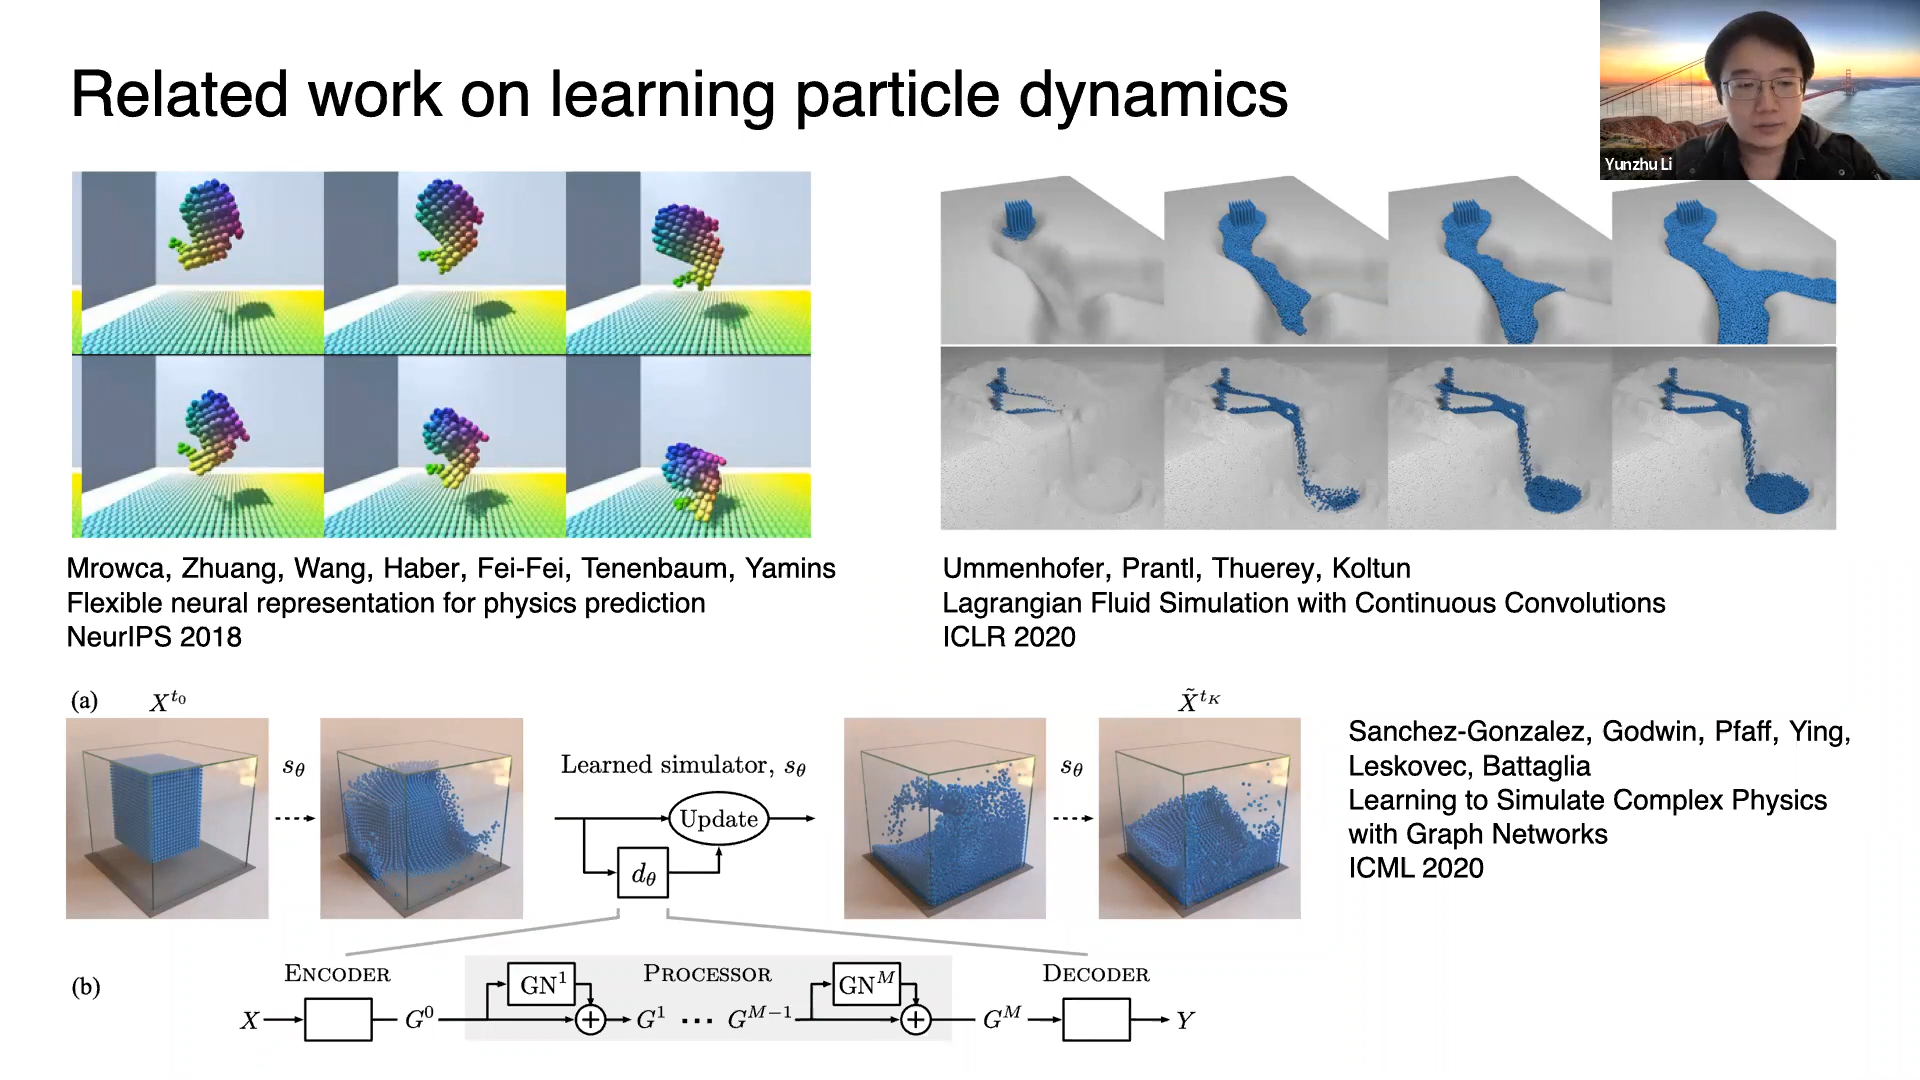 Related work on learning particle dynamics
Yunzhu Li
Mrowca, Zhuang, Wang, Haber, Fei-Fei, Tenenbaum, Yamins
Flexible neural representation for physics prediction
NeurIPS 2018
Ummenhofer, Prantl, Thuerey, Koltun
Lagrangian Fluid Simulation with Continuous Convolutions
ICLR 2020
(a)
X^{t_0}
s_θ
Learned simulator, s_θ
Update
d_θ
s_θ
X̃^{t_K}
Sanchez-Gonzalez, Godwin, Pfaff, Ying,
Leskovec, Battaglia
Learning to Simulate Complex Physics
with Graph Networks
ICML 2020
(b)
ENCODER
PROCESSOR
DECODER
GN^1
GN^M
X
G^0
G^1 ··· G^{M−1}
G^M
Y